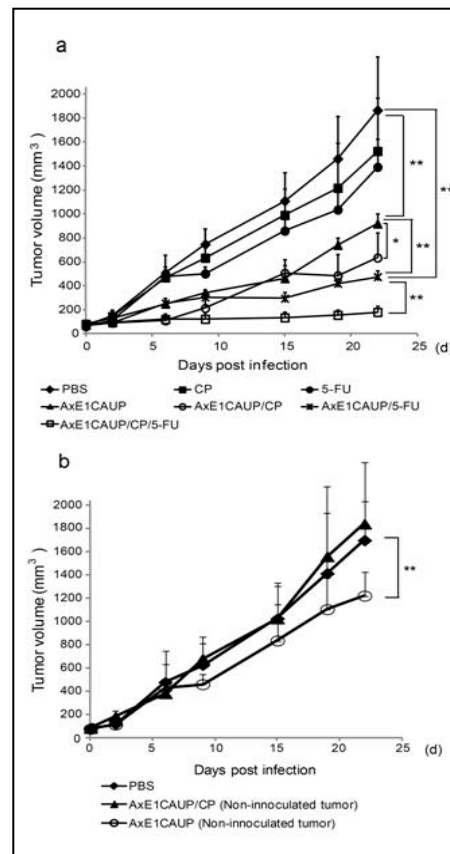 a
2000
1800
1600
1400
1200
1000
800
600
400
200
0
Tumor volume (mm³)
**
**
*
**
**
0 5 10 15 20 25 (d)
Days post infection
PBS CP 5-FU
AxE1CAUP AxE1CAUP/CP AxE1CAUP/5-FU
AxE1CAUP/CP/5-FU
b
2000
1800
1600
1400
1200
1000
800
600
400
200
0
Tumor volume (mm³)
**
0 5 10 15 20 25 (d)
Days post infection
PBS
AxE1CAUP/CP (Non-innoculated tumor)
AxE1CAUP (Non-innoculated tumor)